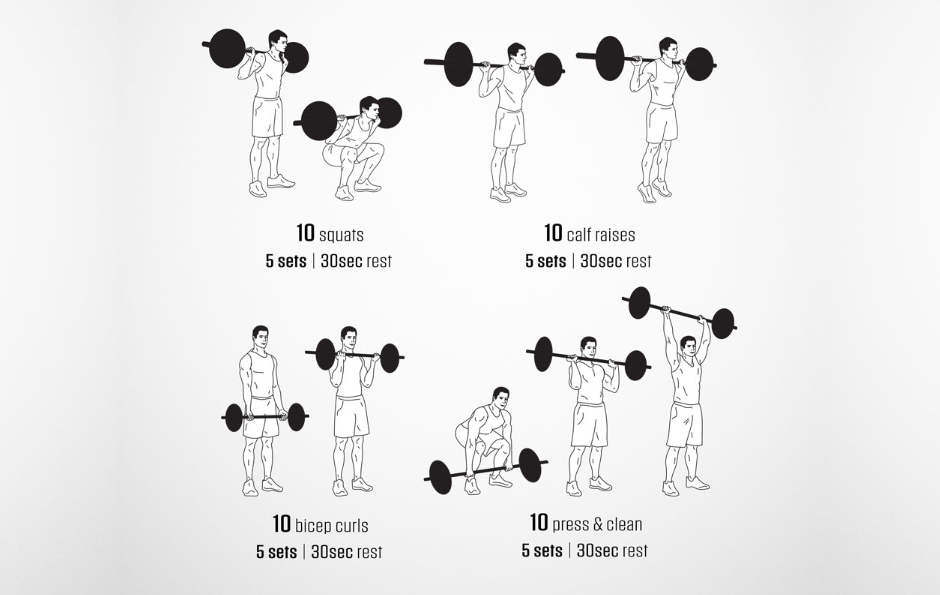 10 squats
5 sets | 30sec rest
10 calf raises
5 sets | 30sec rest
10 bicep curls
5 sets | 30sec rest
10 press & clean
5 sets | 30sec rest